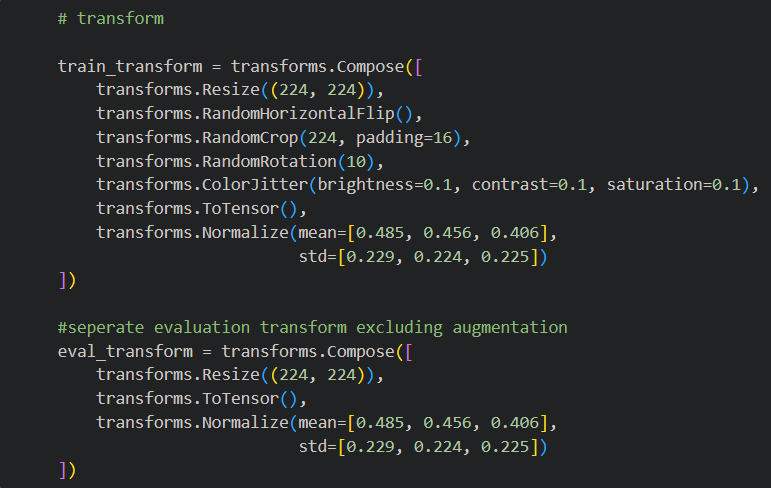 # transform
train_transform = transforms.Compose([
transforms.Resize((224, 224)),
transforms.RandomHorizontalFlip(),
transforms.RandomCrop(224, padding=16),
transforms.RandomRotation(10),
transforms.ColorJitter(brightness=0.1, contrast=0.1, saturation=0.1),
transforms.ToTensor(),
transforms.Normalize(mean=[0.485, 0.456, 0.406],
std=[0.229, 0.224, 0.225])
])
#seperate evaluation transform excluding augmentation
eval_transform = transforms.Compose([
transforms.Resize((224, 224)),
transforms.ToTensor(),
transforms.Normalize(mean=[0.485, 0.456, 0.406],
std=[0.229, 0.224, 0.225])
])